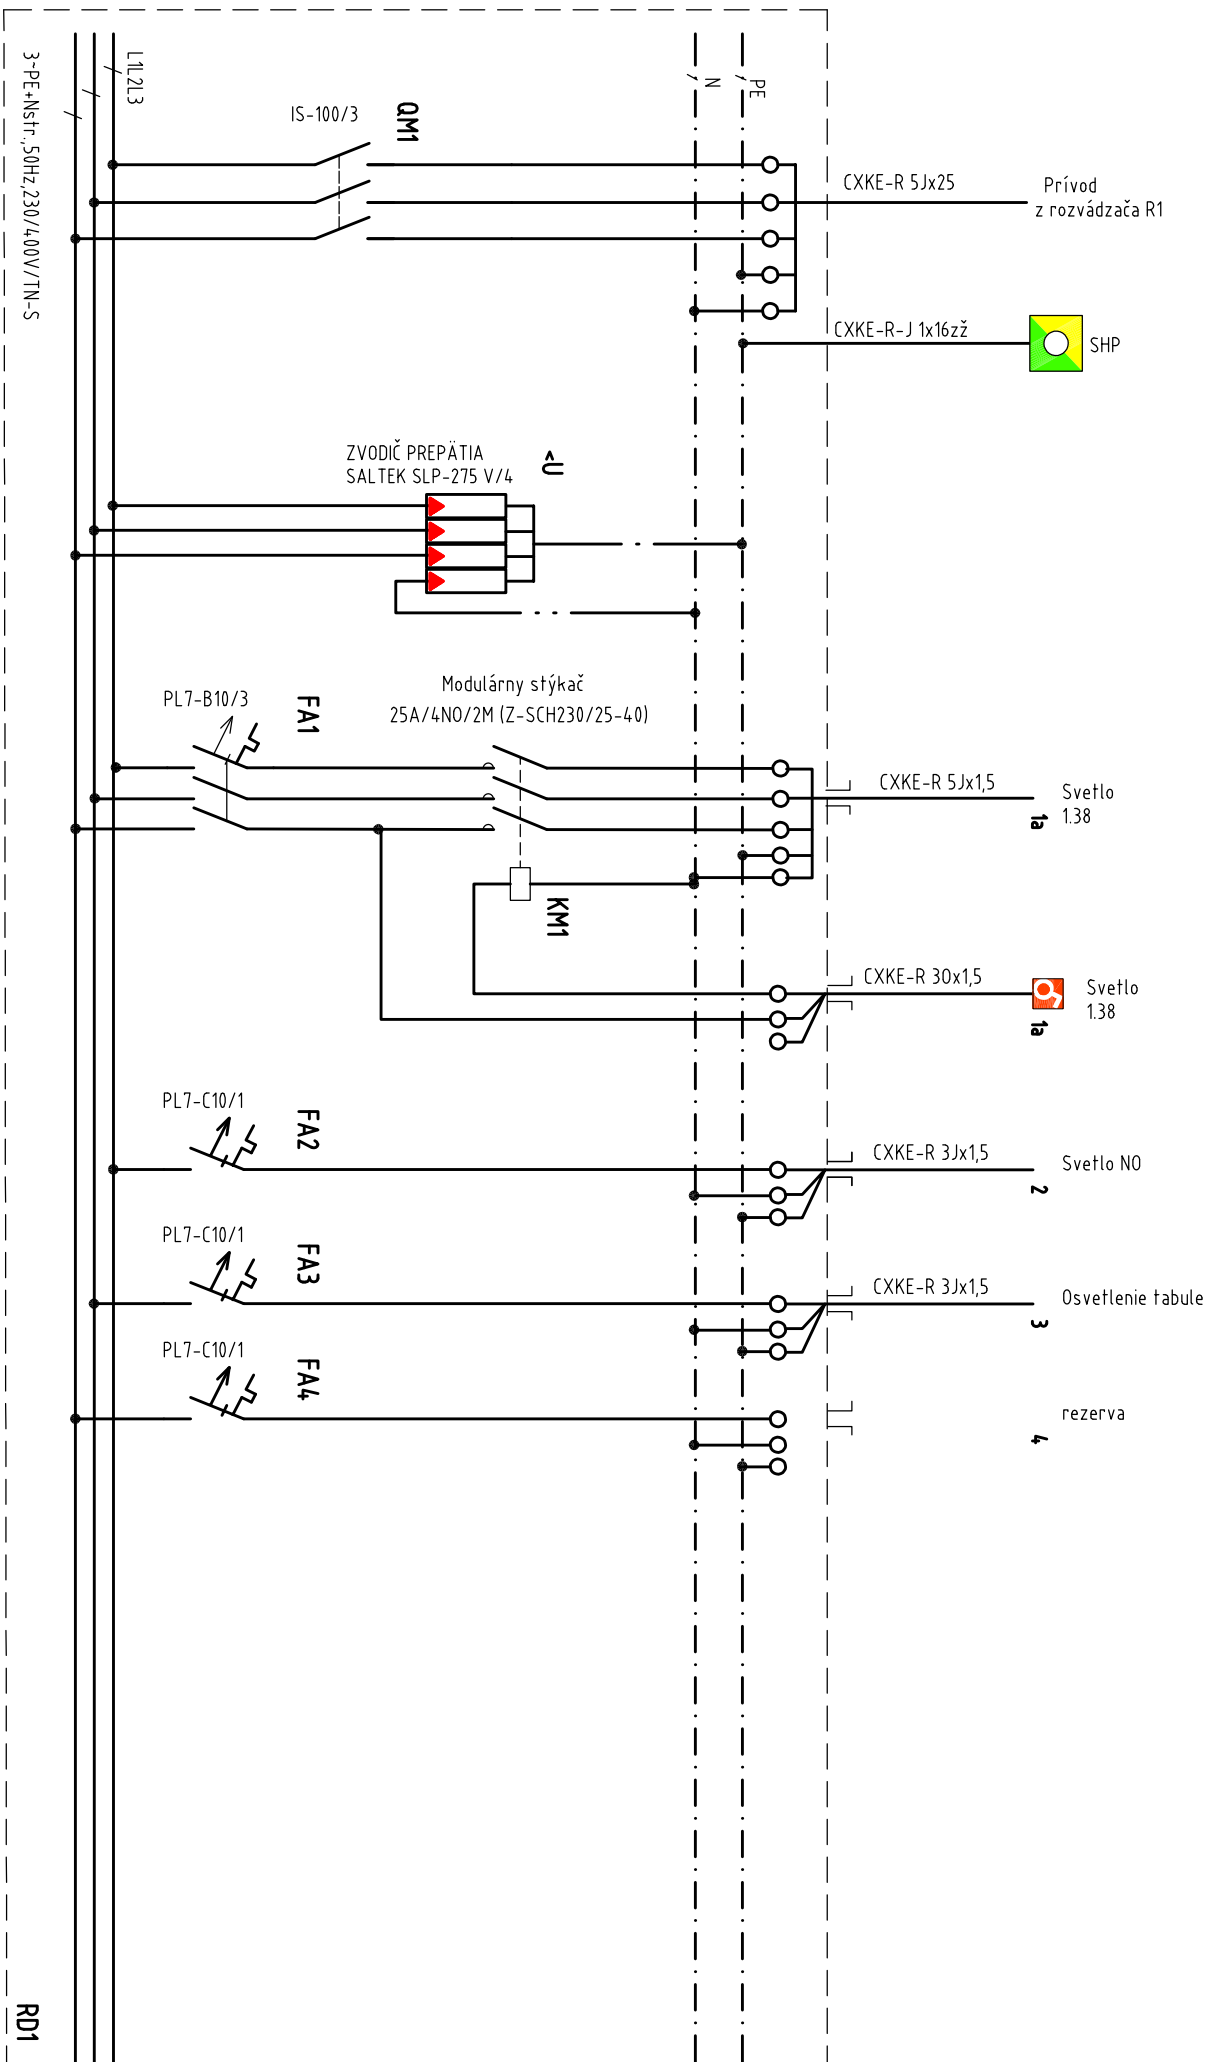 L1L2L3
3~PE+Nstr.,50Hz,230/400V/TN-S
N
PE
IS-100/3
QM1
CXKE-R 5Jx25
Prívod
z rozvádzača R1
CXKE-R-J 1x16zž
SHP
ZVODIČ PREPÄTIA
SALTEK SLP-275 V/4
<U
PL7-B10/3
FA1
Modulárny stýkač
25A/4NO/2M (Z-SCH230/25-40)
CXKE-R 5Jx1,5
Svetlo
1.38
1a
KM1
CXKE-R 3Ox1,5
Svetlo
1.38
1a
PL7-C10/1
FA2
CXKE-R 3Jx1,5
Svetlo NO
2
PL7-C10/1
FA3
CXKE-R 3Jx1,5
Osvetlenie tabule
3
PL7-C10/1
FA4
rezerva
4
RD1